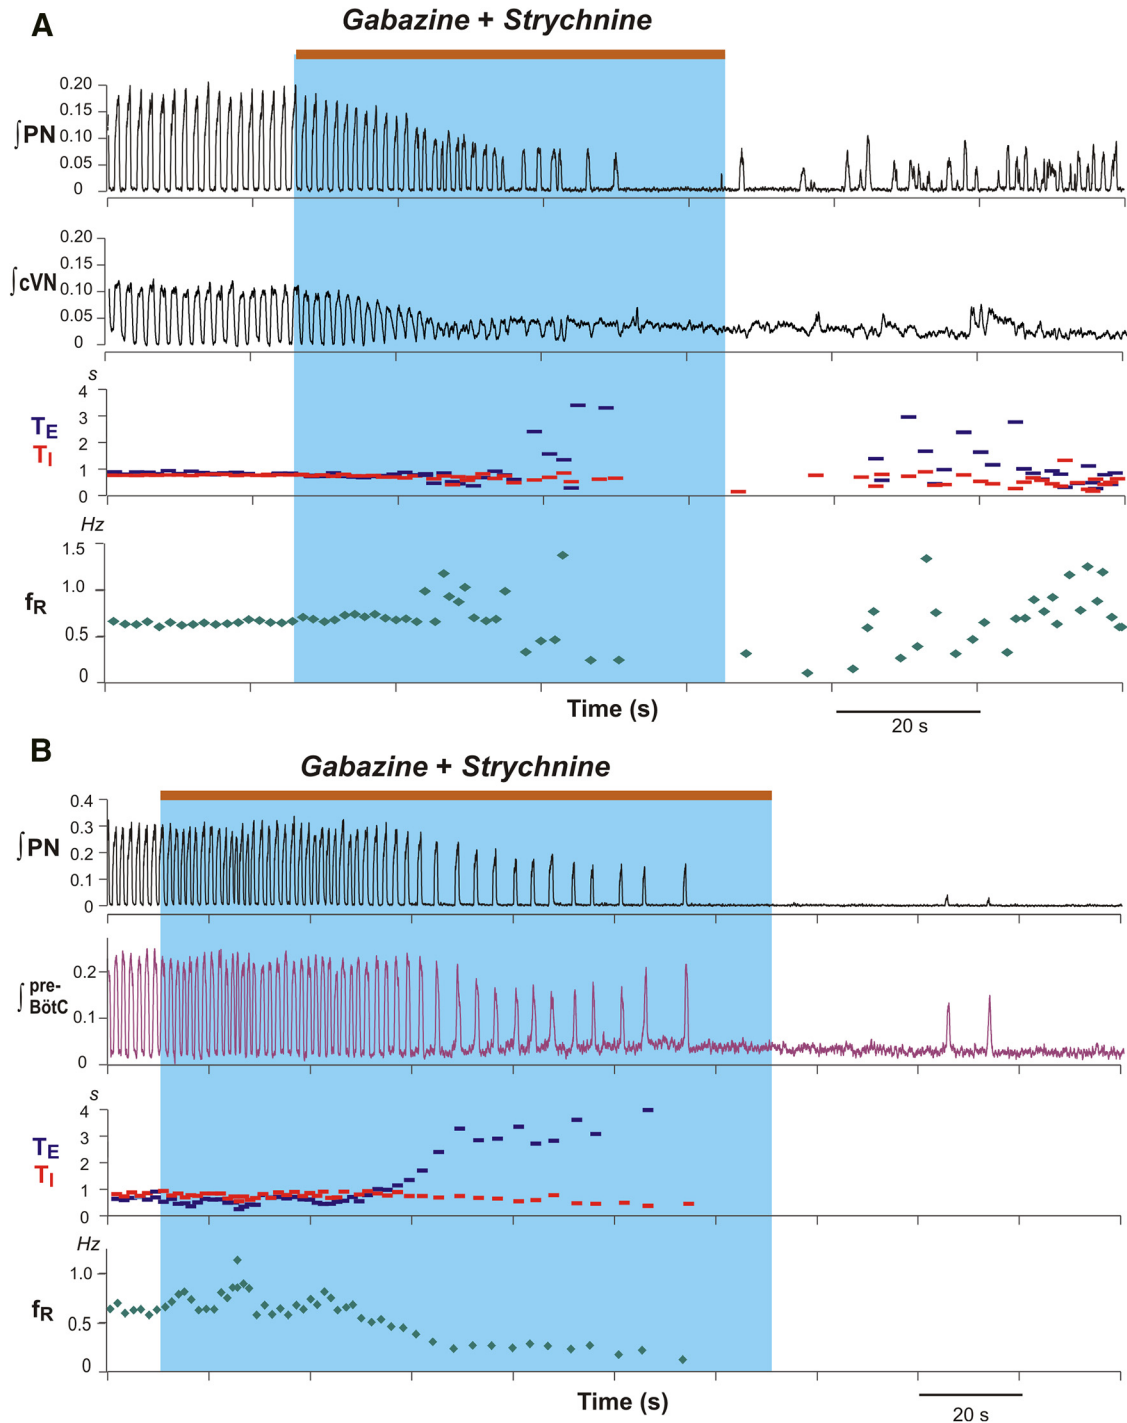 A
Gabazine + Strychnine
∫PN
0.20
0.15
0.10
0.05
0
∫cVN
0.20
0.15
0.10
0.05
0
s
TE
TI
4
3
2
1
0
Hz
fR
1.5
1.0
0.5
0
Time (s)
20 s
B
Gabazine + Strychnine
∫PN
0.4
0.3
0.2
0.1
0
∫pre-
BötC
0.2
0.1
0
s
TE
TI
4
3
2
1
0
Hz
fR
1.0
0.5
0
Time (s)
20 s